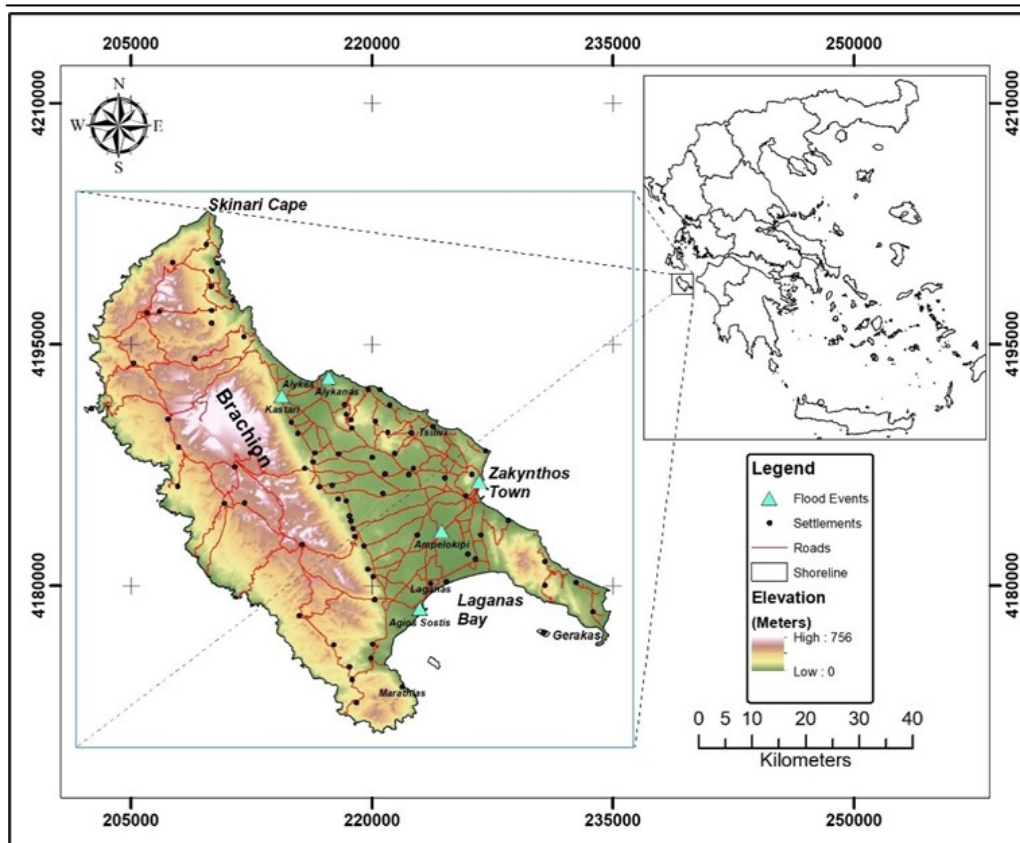 205000 220000 235000 250000
4210000
4210000
N
W E
S
Skinari Cape
4195000
4195000
Alykes
Alykanas
Kastari
Brachion
Tsilivi
Zakynthos
Town
Ampelokipi
4180000
4180000
Laganas
Laganas
Bay
Agios Sostis
Gerakas
Marathias
Legend
Flood Events
Settlements
Roads
Shoreline
Elevation
(Meters)
High : 756
Low : 0
0 5 10 20 30 40
Kilometers
205000 220000 235000 250000